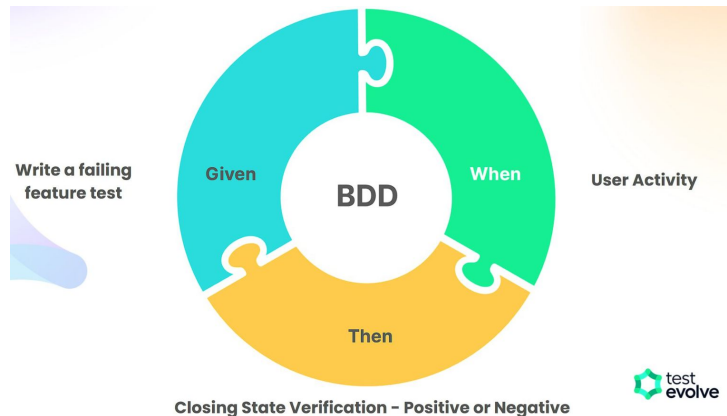 Write a failing
feature test
Given
BDD
When
User Activity
Then
Closing State Verification - Positive or Negative
test
evolve